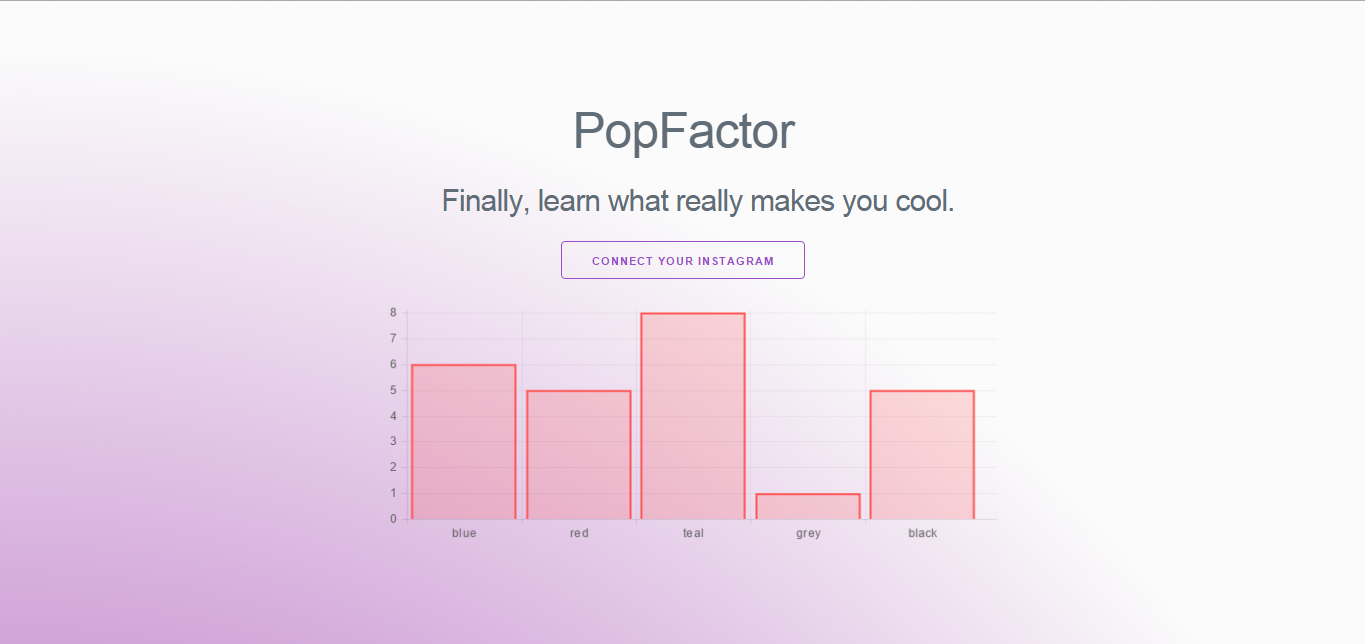 PopFactor
Finally, learn what really makes you cool.
CONNECT YOUR INSTAGRAM
8
7
6
5
4
3
2
1
0
blue red teal grey black